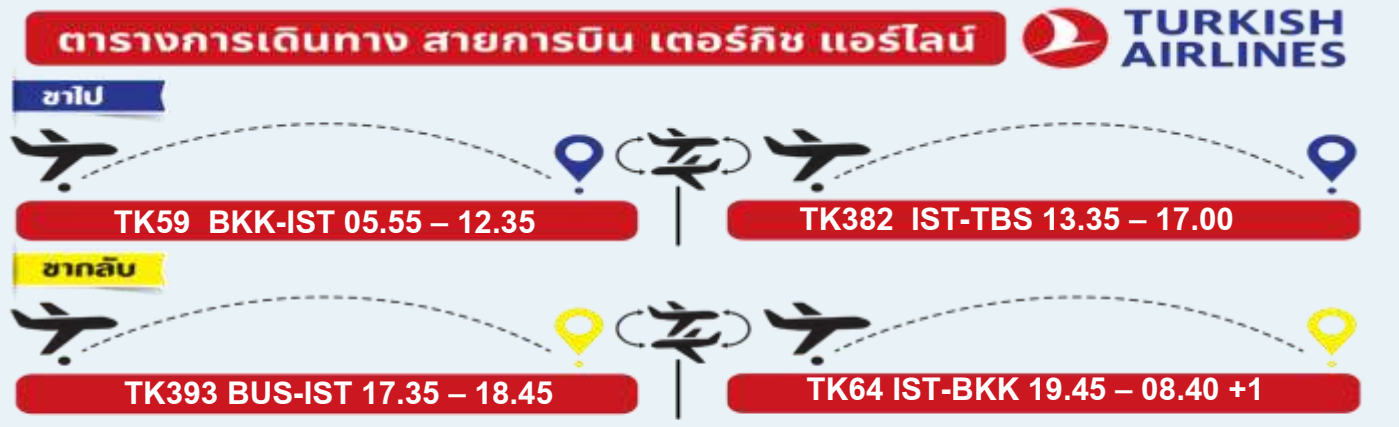 ตารางการเดินทาง สายการบิน เตอร์กิช แอร์ไลน์
TURKISH
AIRLINES
ขาไป
TK59 BKK-IST 05.55 – 12.35
TK382 IST-TBS 13.35 – 17.00
ขากลับ
TK393 BUS-IST 17.35 – 18.45
TK64 IST-BKK 19.45 – 08.40 +1